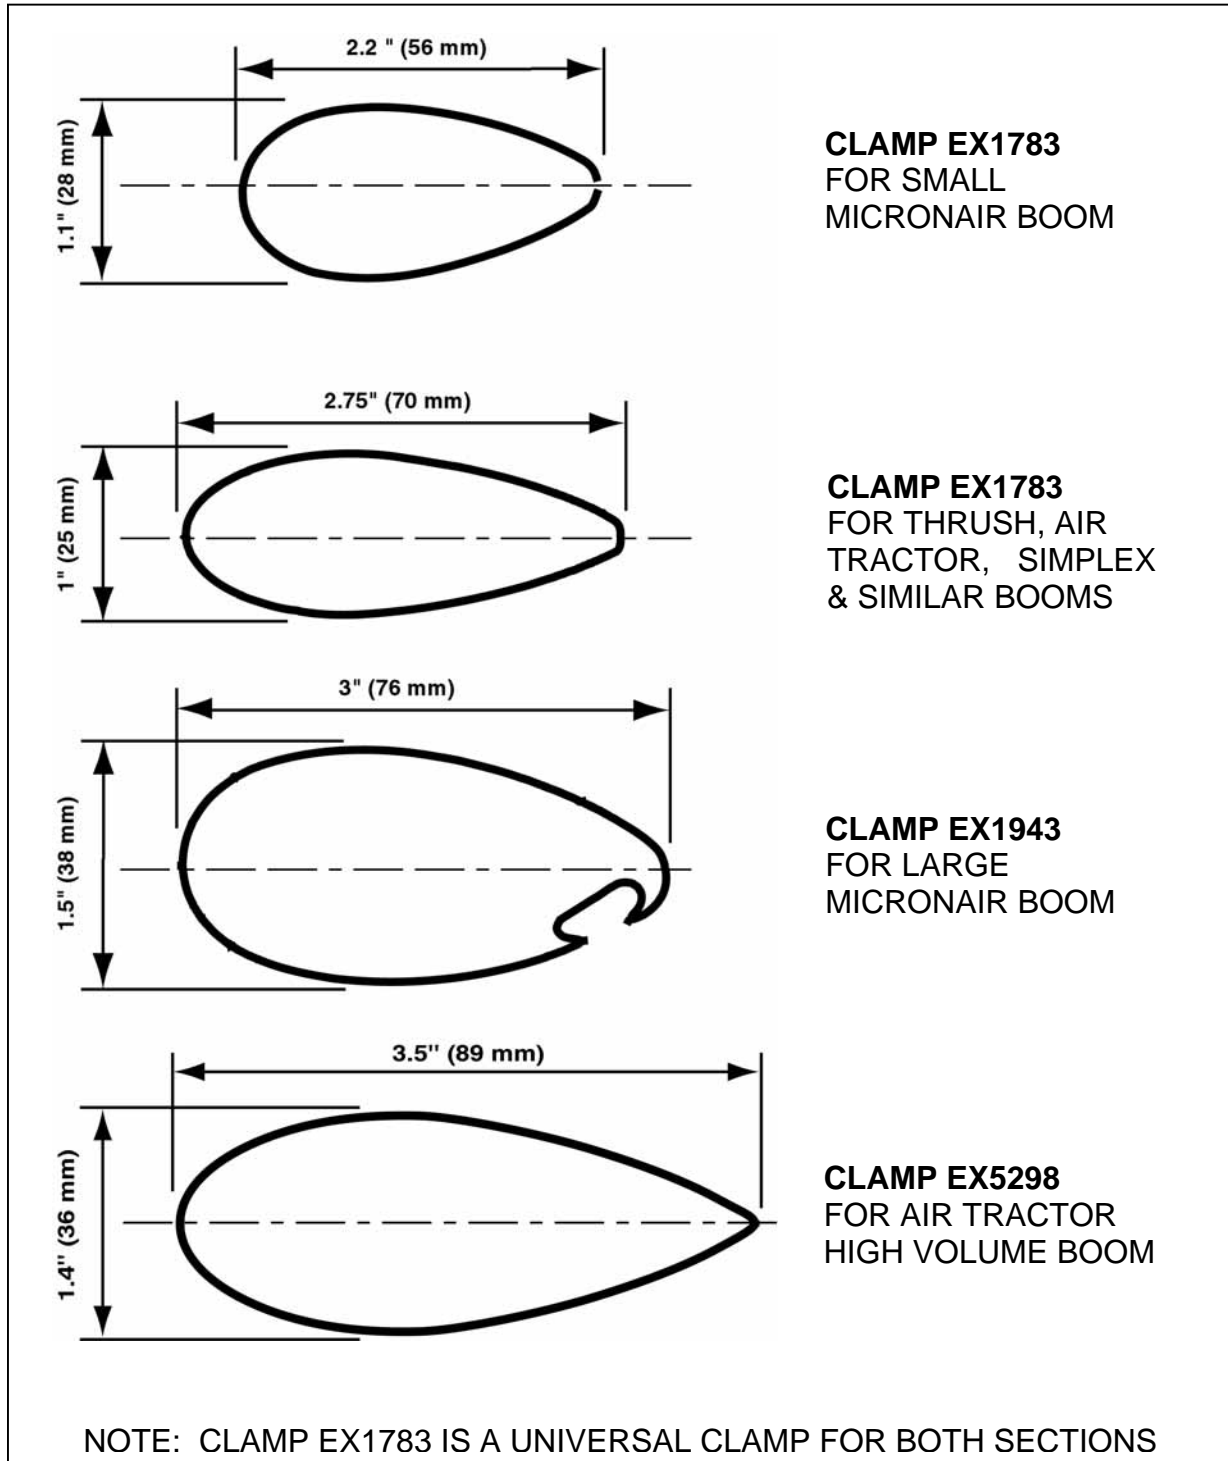 2.2 " (56 mm)
1.1" (28 mm)
CLAMP EX1783
FOR SMALL
MICRONAIR BOOM
2.75" (70 mm)
1" (25 mm)
CLAMP EX1783
FOR THRUSH, AIR
TRACTOR, SIMPLEX
& SIMILAR BOOMS
3" (76 mm)
1.5" (38 mm)
CLAMP EX1943
FOR LARGE
MICRONAIR BOOM
3.5" (89 mm)
1.4" (36 mm)
CLAMP EX5298
FOR AIR TRACTOR
HIGH VOLUME BOOM
NOTE: CLAMP EX1783 IS A UNIVERSAL CLAMP FOR BOTH SECTIONS